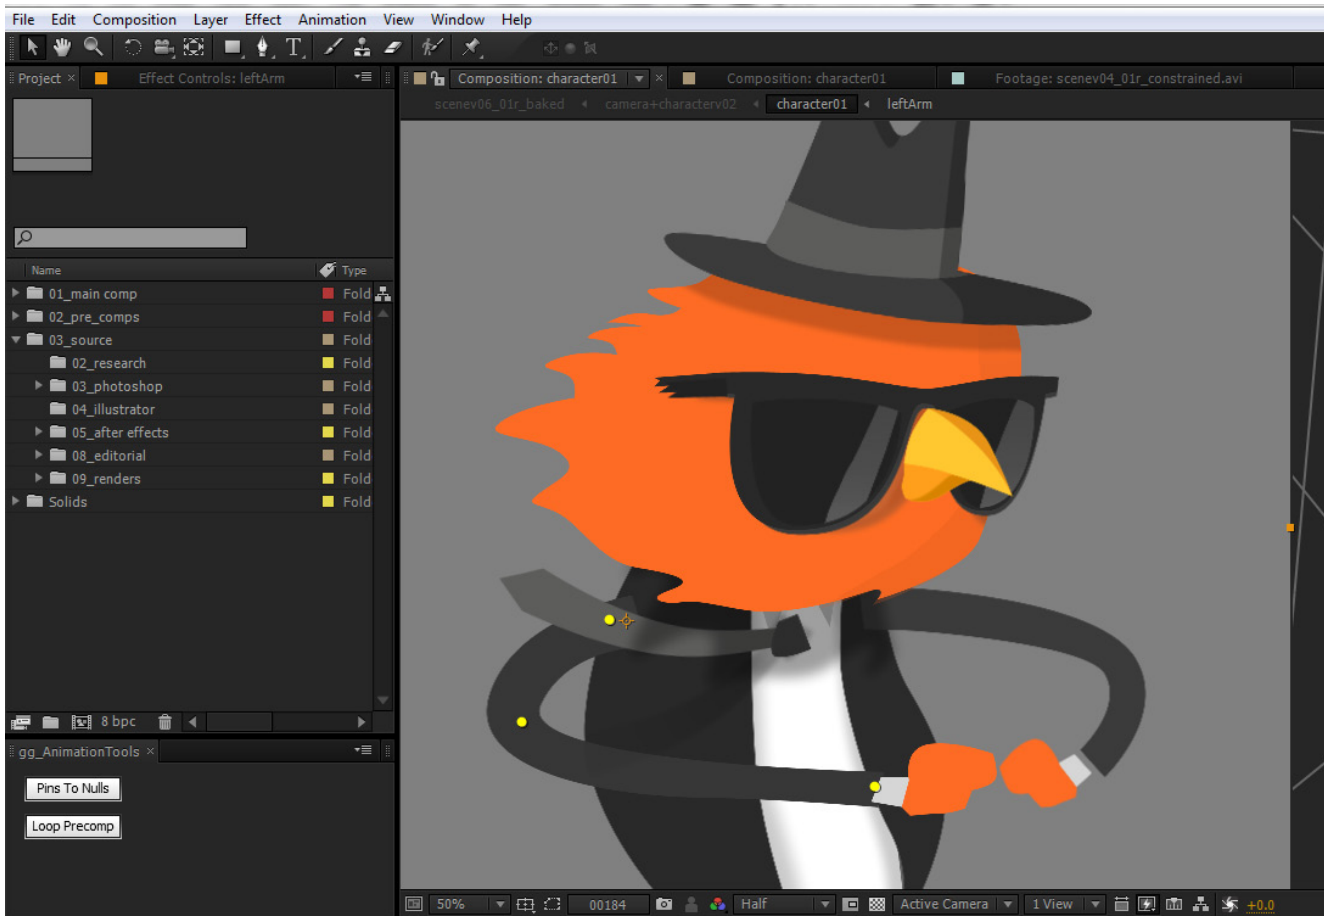 File Edit Composition Layer Effect Animation View Window Help
Project × Effect Controls: leftArm
Composition: character01 × Composition: character01 Footage: scenev04_01r_constrained.avi
scenev06_01r_baked camera+characterv02 character01 leftArm
Name Type
01_main comp Fold
02_pre_comps Fold
03_source Fold
02_research Fold
03_photoshop Fold
04_illustrator Fold
05_after effects Fold
08_editorial Fold
09_renders Fold
Solids Fold
8 bpc
gg_AnimationTools ×
Pins To Nulls
Loop Precomp
50% 00184 Half Active Camera 1 View +0.0